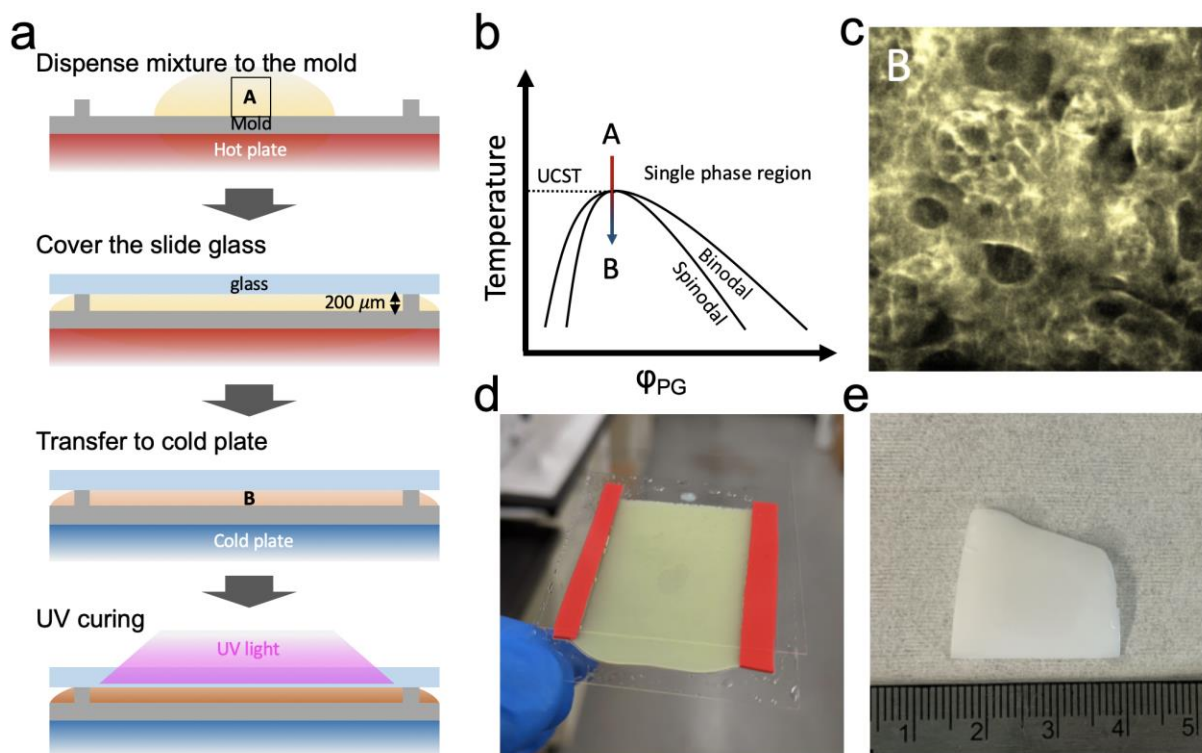 a
Dispense mixture to the mold
A
Mold
Hot plate
Cover the slide glass
glass
200 μm
Transfer to cold plate
B
Cold plate
UV curing
UV light
b
Temperature
A
UCST
Single phase region
B
Spinodal
Binodal
φPG
c
B
d
e
1 2 3 4 5